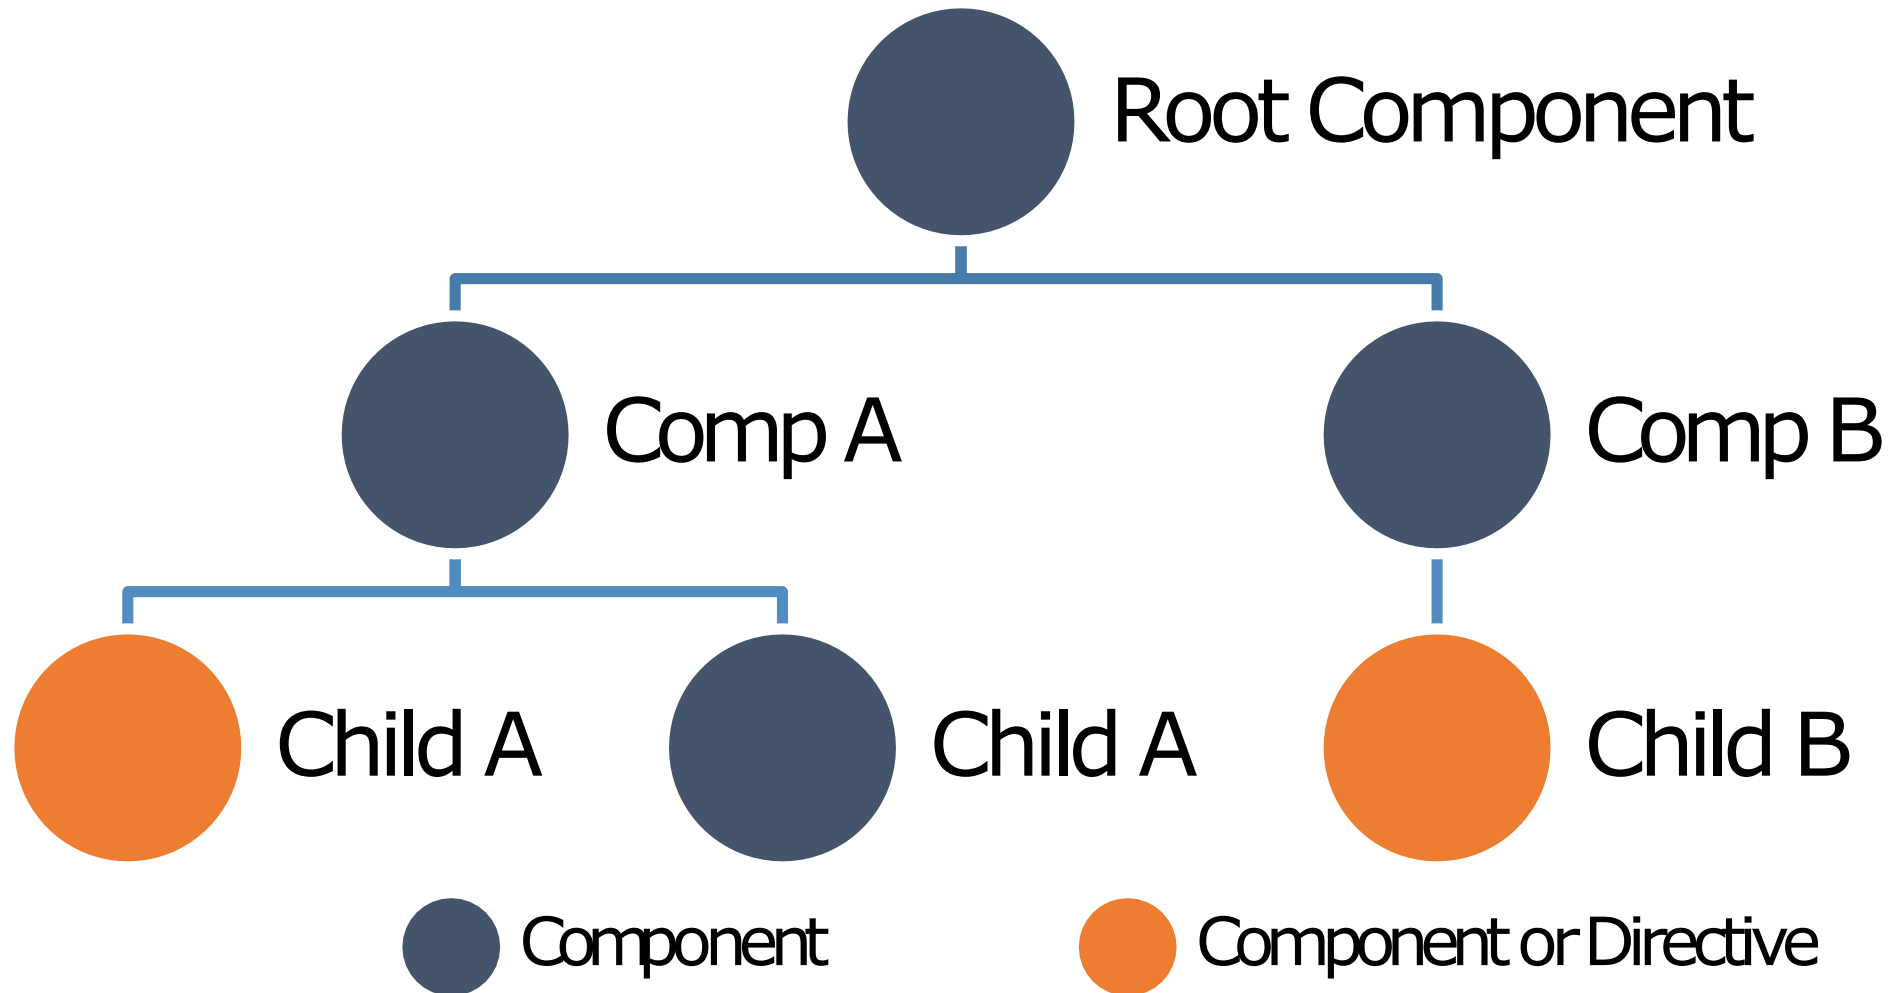 Root Component
Comp A
Comp B
Child A
Child A
Child B
Component
Component or Directive